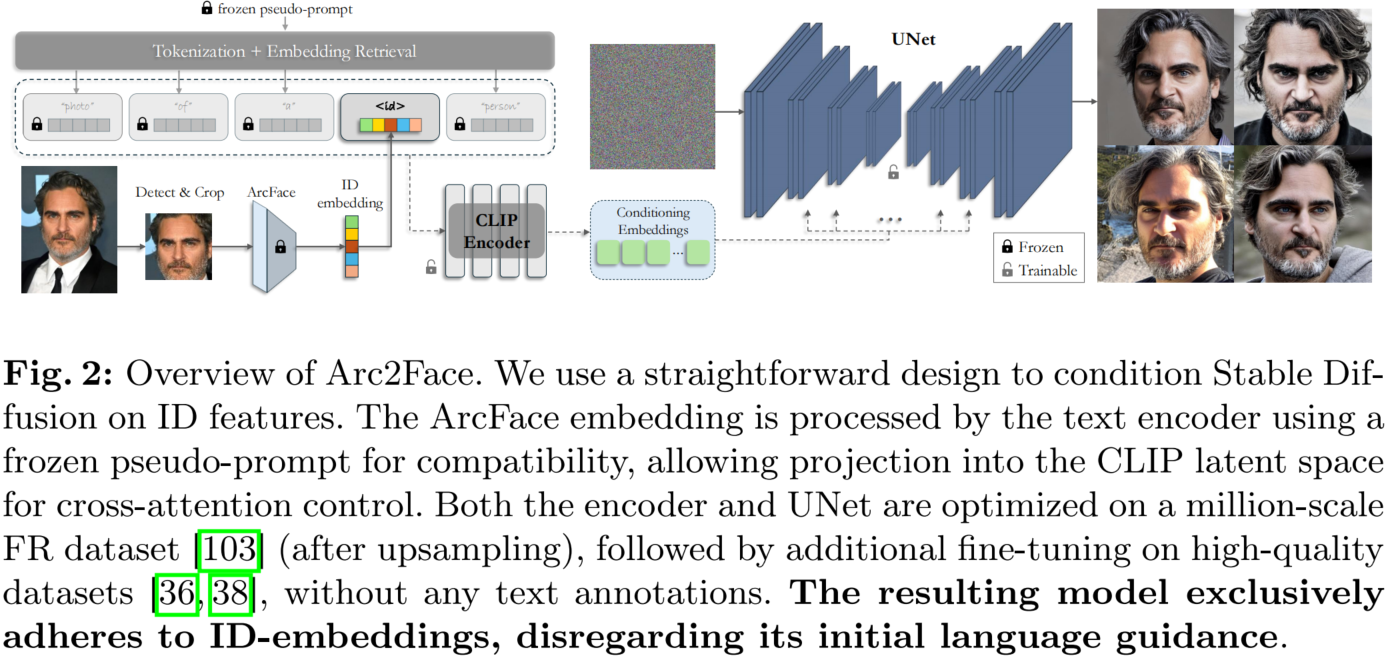 frozen pseudo-prompt
Tokenization + Embedding Retrieval
"photo"
"of"
"a"
<id>
"person"
Detect & Crop
ArcFace
ID
embedding
CLIP
Encoder
Conditioning
Embeddings
...
UNet
...
Frozen
Trainable
Fig. 2: Overview of Arc2Face. We use a straightforward design to condition Stable Dif-
fusion on ID features. The ArcFace embedding is processed by the text encoder using a
frozen pseudo-prompt for compatibility, allowing projection into the CLIP latent space
for cross-attention control. Both the encoder and UNet are optimized on a million-scale
FR dataset [103] (after upsampling), followed by additional fine-tuning on high-quality
datasets [36,38], without any text annotations. The resulting model exclusively
adheres to ID-embeddings, disregarding its initial language guidance.